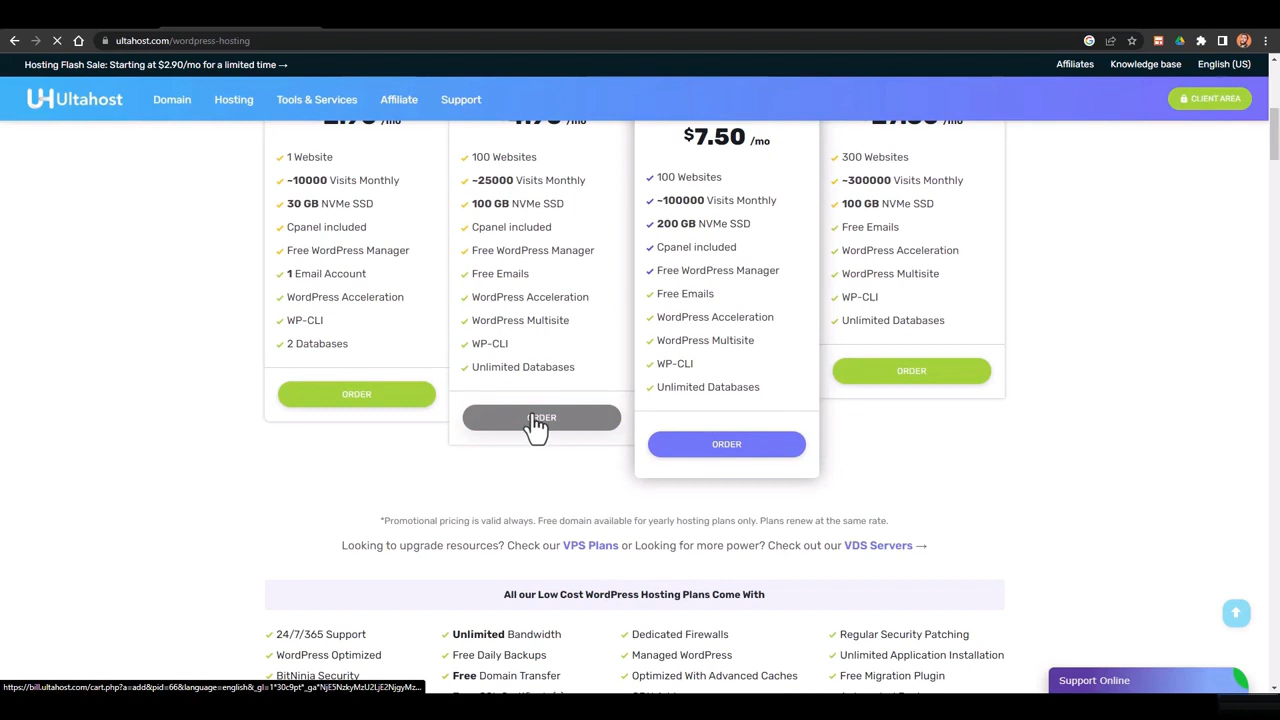 ultahost.com/wordpress-hosting
Hosting Flash Sale: Starting at $2.90/mo for a limited time →
Affiliates
Knowledge base
English (US)
UH Ultahost
Domain
Hosting
Tools & Services
Affiliate
Support
CLIENT AREA
/mo
1 Website
~10000 Visits Monthly
30 GB NVMe SSD
Cpanel included
Free WordPress Manager
1 Email Account
WordPress Acceleration
WP-CLI
2 Databases
ORDER
/mo
100 Websites
~25000 Visits Monthly
100 GB NVMe SSD
Cpanel included
Free WordPress Manager
Free Emails
WordPress Acceleration
WordPress Multisite
WP-CLI
Unlimited Databases
ORDER
$7.50 /mo
100 Websites
~100000 Visits Monthly
200 GB NVMe SSD
Cpanel included
Free WordPress Manager
Free Emails
WordPress Acceleration
WordPress Multisite
WP-CLI
Unlimited Databases
ORDER
/mo
300 Websites
~300000 Visits Monthly
100 GB NVMe SSD
Free Emails
WordPress Acceleration
WordPress Multisite
WP-CLI
Unlimited Databases
ORDER
*Promotional pricing is valid always. Free domain available for yearly hosting plans only. Plans renew at the same rate.
Looking to upgrade resources? Check our VPS Plans or Looking for more power? Check out our VDS Servers →
All our Low Cost WordPress Hosting Plans Come With
24/7/365 Support
Unlimited Bandwidth
Dedicated Firewalls
Regular Security Patching
WordPress Optimized
Free Daily Backups
Managed WordPress
Unlimited Application Installation
BitNinja Security
Free Domain Transfer
Optimized With Advanced Caches
Free Migration Plugin
Support Online